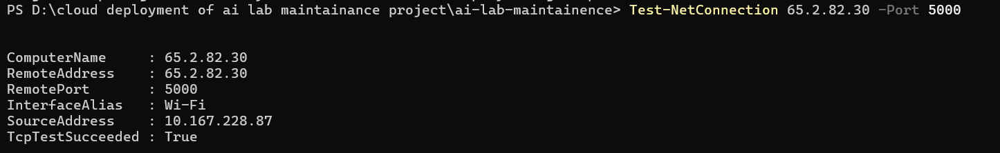 PS D:\cloud deployment of ai lab maintainance project\ai-lab-maintainence> Test-NetConnection 65.2.82.30 -Port 5000
ComputerName     : 65.2.82.30
RemoteAddress    : 65.2.82.30
RemotePort       : 5000
InterfaceAlias   : Wi-Fi
SourceAddress    : 10.167.228.87
TcpTestSucceeded : True